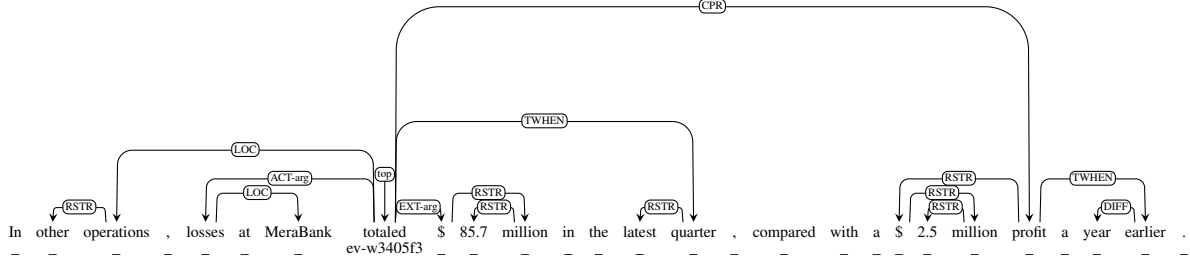 CPR
TWHEN
LOC
ACT-arg top RSTR TWHEN
LOC RSTR RSTR
RSTR EXT-arg RSTR RSTR RSTR DIFF
In other operations , losses at MeraBank totaled $ 85.7 million in the latest quarter , compared with a $ 2.5 million profit a year earlier .
_ _ _ _ _ _ _ ev-w3405f3 _ _ _ _ _ _ _ _ _ _ _ _ _ _ _ _ _ _ _